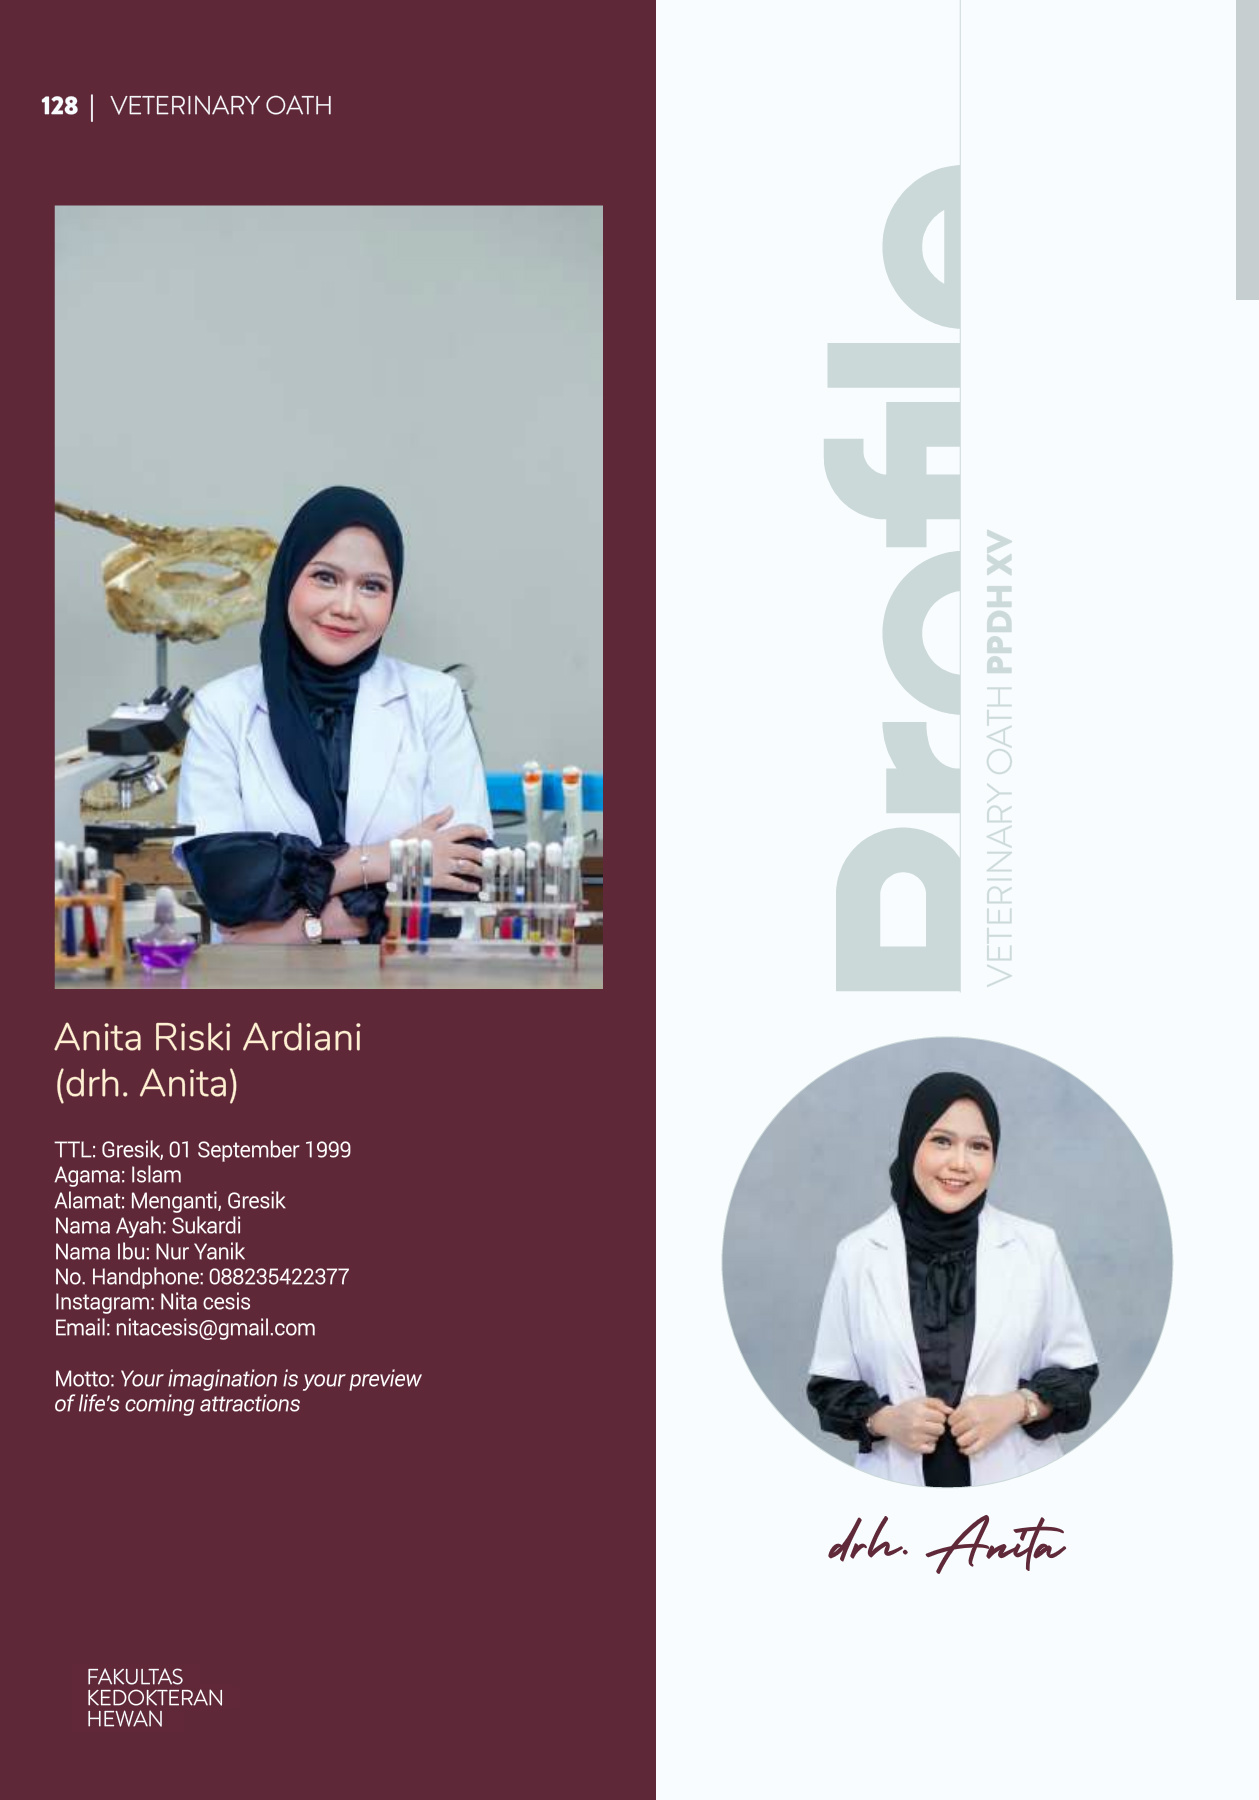 128 | VETERINARY OATH
Anita Riski Ardiani
(drh. Anita)
TTL: Gresik, 01 September 1999
Agama: Islam
Alamat: Menganti, Gresik
Nama Ayah: Sukardi
Nama Ibu: Nur Yanik
No. Handphone: 088235422377
Instagram: Nita cesis
Email: nitacesis@gmail.com
Motto: Your imagination is your preview
of life's coming attractions
FAKULTAS
KEDOKTERAN
HEWAN
Profile
VETERINARY OATH PPDH XV
drh. Anita